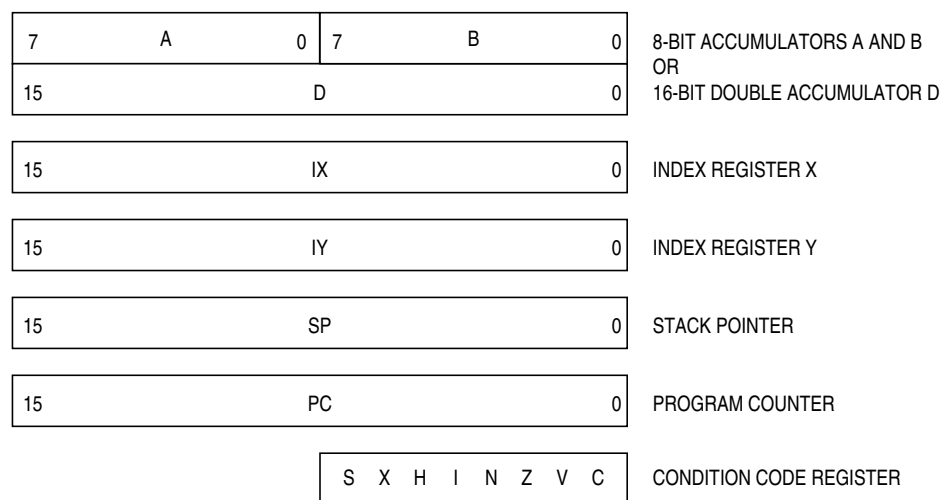 7 A 0 7 B 0 8-BIT ACCUMULATORS A AND B
OR
15 D 0 16-BIT DOUBLE ACCUMULATOR D
15 IX 0 INDEX REGISTER X
15 IY 0 INDEX REGISTER Y
15 SP 0 STACK POINTER
15 PC 0 PROGRAM COUNTER
S X H I N Z V C CONDITION CODE REGISTER